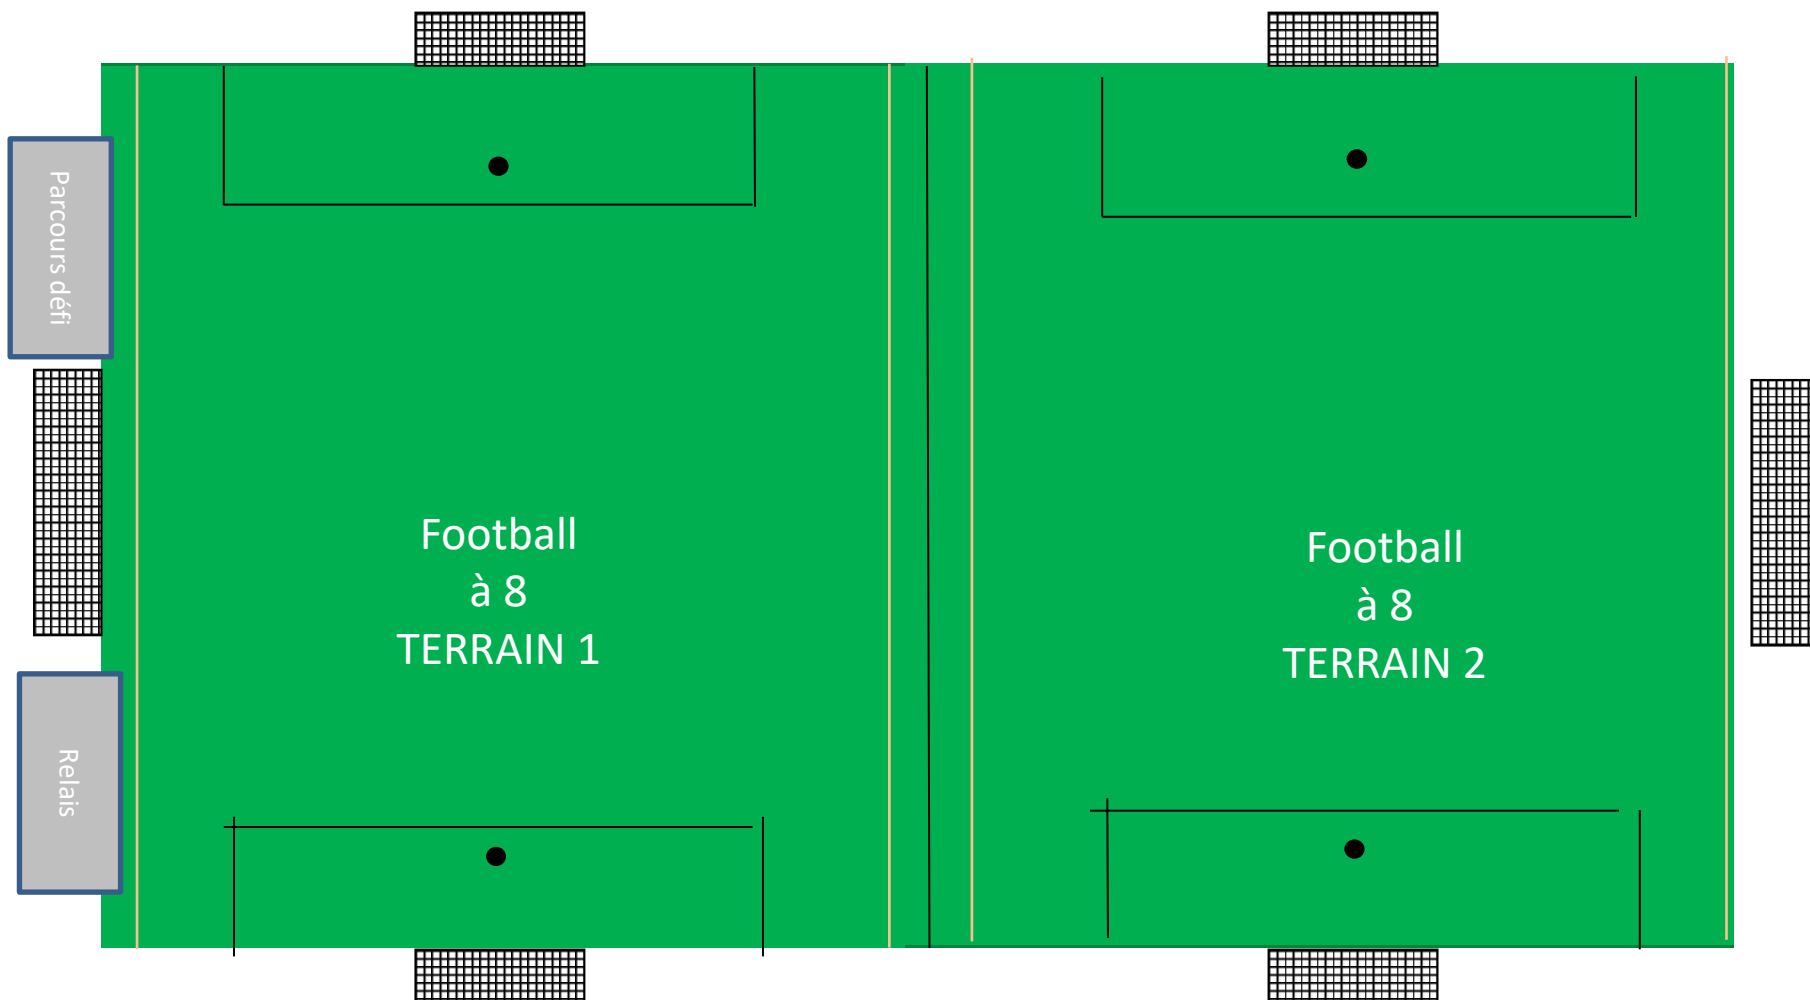 Parcours défi
Football
à 8
TERRAIN 1
Football
à 8
TERRAIN 2
Relais